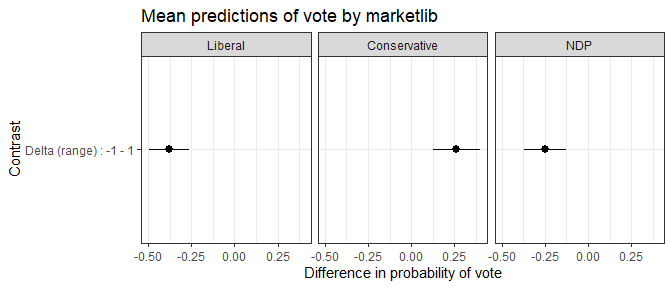 Mean predictions of vote by marketlib
Liberal
Conservative
NDP
Contrast
Delta (range) : -1 - 1
-0.50 -0.25 0.00 0.25
-0.50 -0.25 0.00 0.25
-0.50 -0.25 0.00 0.25
Difference in probability of vote